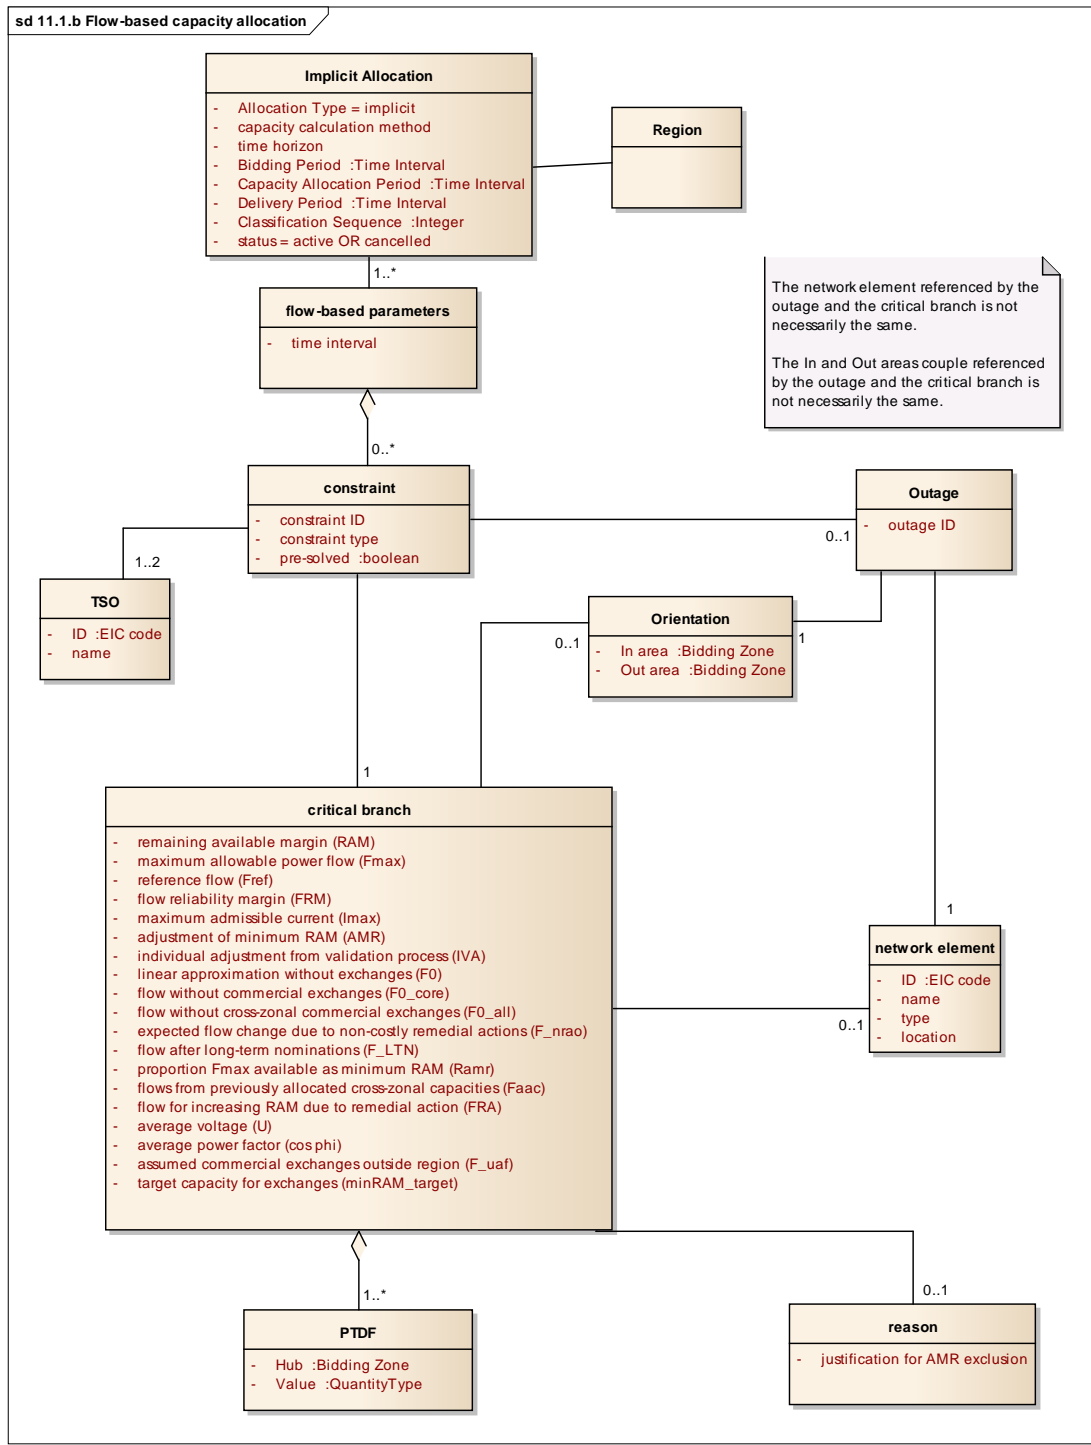 sd 11.1.b Flow-based capacity allocation
Implicit Allocation
- Allocation Type = implicit
- capacity calculation method
- time horizon
- Bidding Period :Time Interval
- Capacity Allocation Period :Time Interval
- Delivery Period :Time Interval
- Classification Sequence :Integer
- status = active OR cancelled
Region
1..*
flow-based parameters
- time interval
The network element referenced by the
outage and the critical branch is not
necessarily the same.
The In and Out areas couple referenced
by the outage and the critical branch is
not necessarily the same.
0..*
constraint
- constraint ID
- constraint type
- pre-solved :boolean
Outage
- outage ID
0..1
1..2
TSO
- ID :EIC code
- name
Orientation
- In area :Bidding Zone
- Out area :Bidding Zone
0..1
1
1
critical branch
- remaining available margin (RAM)
- maximum allowable power flow (Fmax)
- reference flow (Fref)
- flow reliability margin (FRM)
- maximum admissible current (Imax)
- adjustment of minimum RAM (AMR)
- individual adjustment from validation process (IVA)
- linear approximation without exchanges (F0)
- flow without commercial exchanges (F0_core)
- flow without cross-zonal commercial exchanges (F0_all)
- expected flow change due to non-costly remedial actions (F_nrao)
- flow after long-term nominations (F_LTN)
- proportion Fmax available as minimum RAM (Ramr)
- flows from previously allocated cross-zonal capacities (Faac)
- flow for increasing RAM due to remedial action (FRA)
- average voltage (U)
- average power factor (cos phi)
- assumed commercial exchanges outside region (F_uaf)
- target capacity for exchanges (minRAM_target)
1
network element
- ID :EIC code
- name
- type
- location
0..1
1..*
PTDF
- Hub :Bidding Zone
- Value :QuantityType
0..1
reason
- justification for AMR exclusion